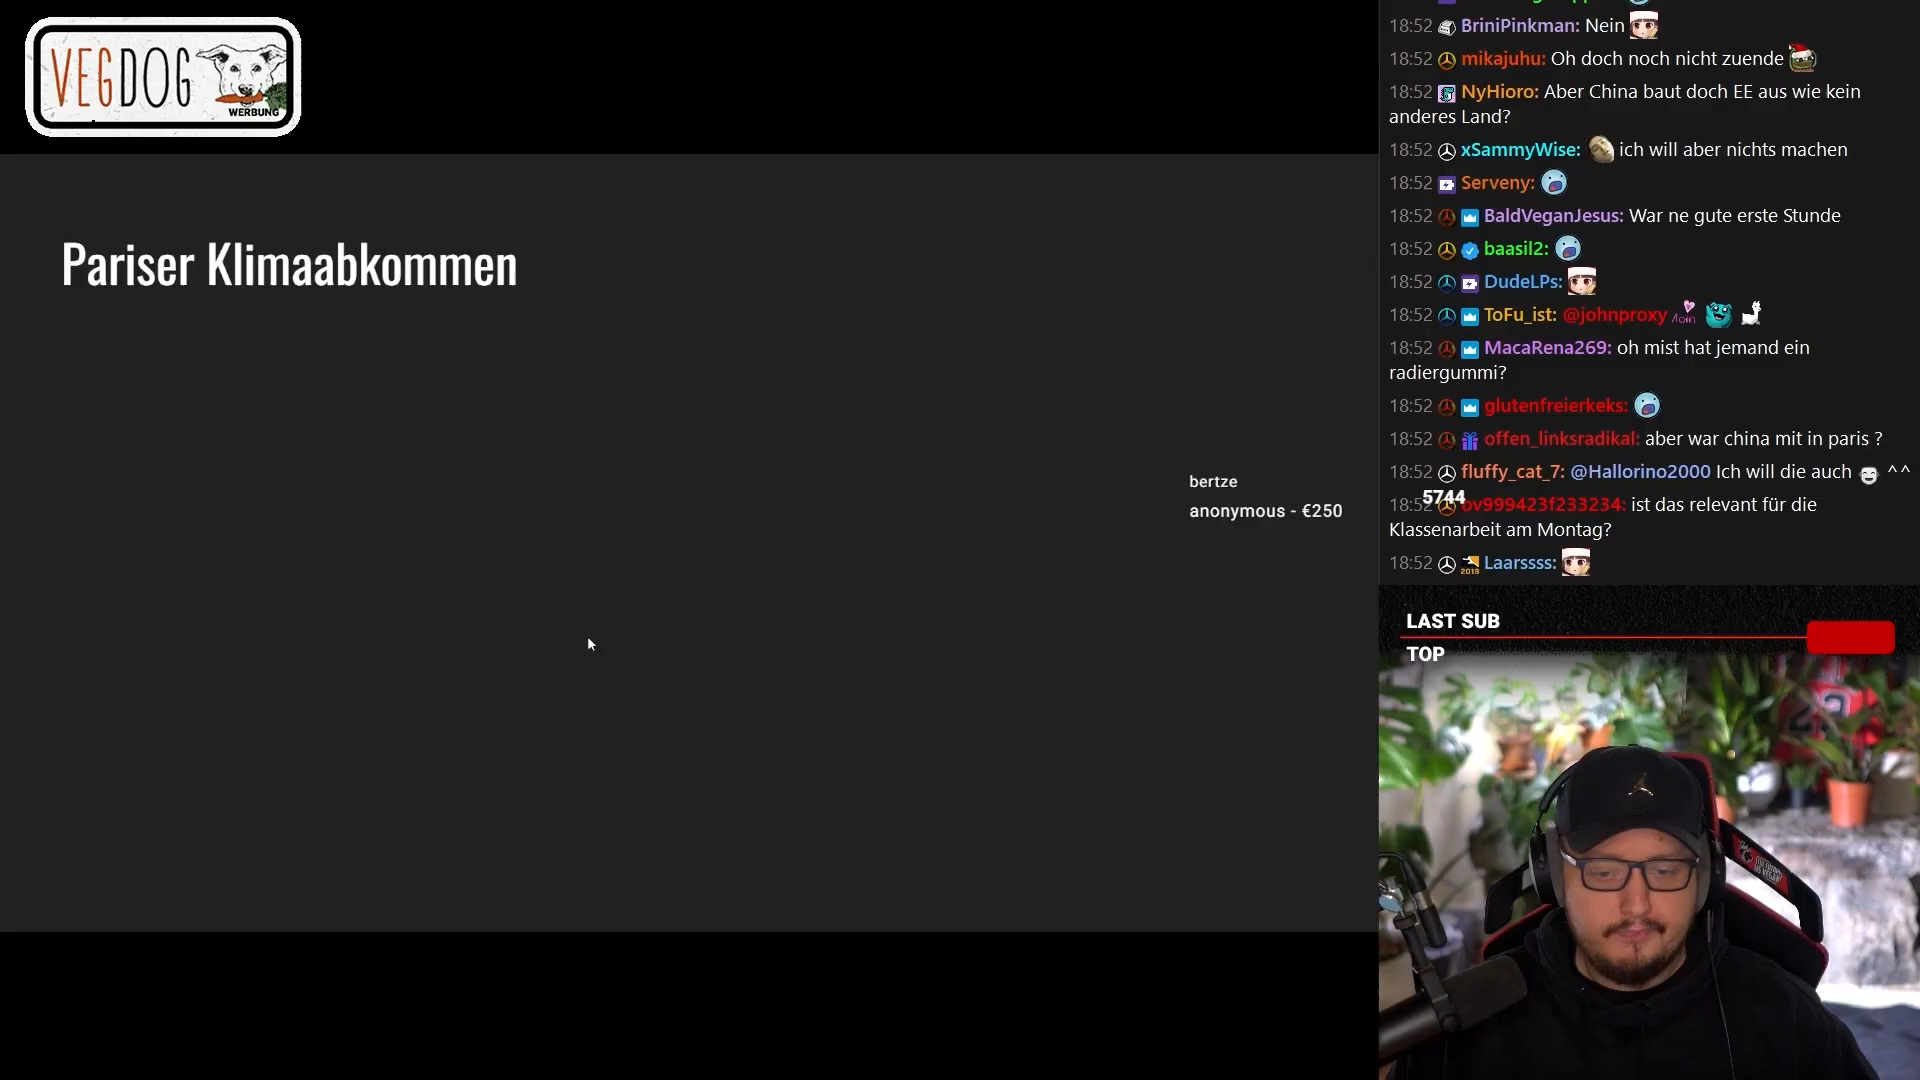 VEGDOG
WERBUNG
Pariser Klimaabkommen
bertze
anonymous - €250
18:52 BriniPinkman: Nein
18:52 mikajuhu: Oh doch noch nicht zuende
18:52 NyHioro: Aber China baut doch EE aus wie kein
anderes Land?
18:52 xSammyWise: ich will aber nichts machen
18:52 Serveny:
18:52 BaldVeganJesus: War ne gute erste Stunde
18:52 baasil2:
18:52 DudeLPs:
18:52 ToFu_ist: @johnproxy
18:52 MacaRena269: oh mist hat jemand ein
radiergummi?
18:52 glutenfreierkeks:
18:52 offen_linksradikal: aber war china mit in paris ?
18:52 fluffy_cat_7: @Hallorino2000 Ich will die auch ^^
5744
18:52 ov999423f233234: ist das relevant für die
Klassenarbeit am Montag?
18:52 Laarssss:
LAST SUB
TOP